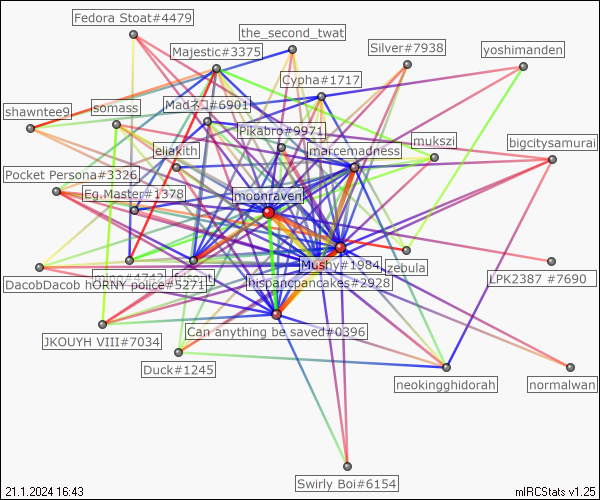 Fedora Stoat#4479
the_second_twat
Majestic#3375
Silver#7938
yoshimanden
Cypha#1717
shawntee9
somass
Madネコ#6901
Pikabro#9971
mukszi
bigcitysamurai
eliakith
marcemadness
Pocket Persona#3326
Eg.Master#1378
moonraven
Mushy#1984
zebula
DacobDacob hORNY police#5271
hispancpancakes#2928
LPK2387 #7690
Can anything be saved#0396
JKOUYH VIII#7034
Duck#1245
neokingghidorah
normalwan
Swirly Boi#6154
21.1.2024 16:43
mIRCStats v1.25